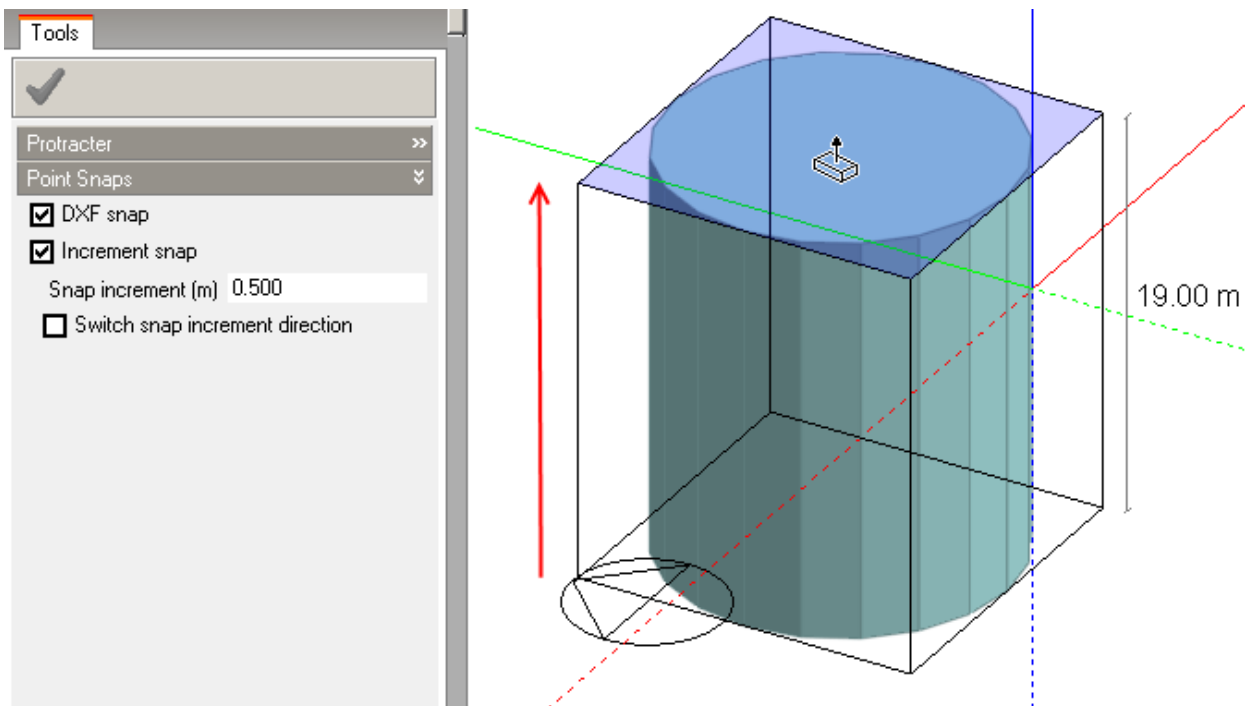 Tools
Protracter
Point Snaps
DXF snap
Increment snap
Snap increment (m) 0.500
Switch snap increment direction
19.00 m